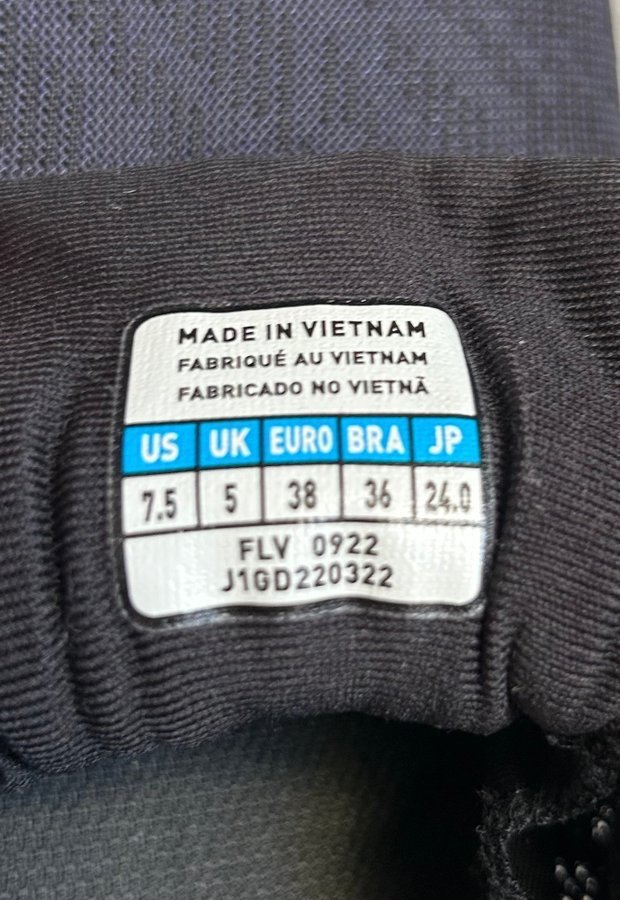 MADE IN VIETNAM
FABRIQUÉ AU VIETNAM
FABRICADO NO VIETNÃ
US UK EURO BRA JP
7.5 5 38 36 24.0
FLV 0922
J1GD220322